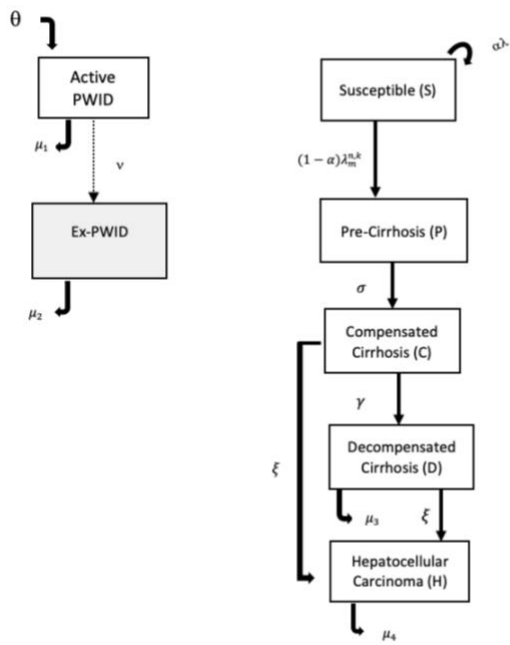 θ
Active
PWID
μ₁
ν
Ex-PWID
μ₂
αλ
Susceptible (S)
(1 − α)λₘⁿ,ᵏ
Pre-Cirrhosis (P)
σ
Compensated
Cirrhosis (C)
γ
ξ
Decompensated
Cirrhosis (D)
μ₃
ξ
Hepatocellular
Carcinoma (H)
μ₄